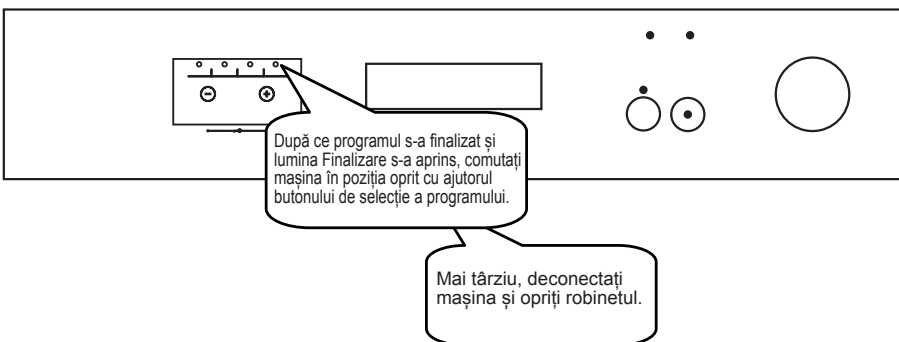 După ce programul s-a finalizat și
lumina Finalizare s-a aprins, comutați
mașina în poziția oprit cu ajutorul
butonului de selecție a programului.
Mai târziu, deconectați
mașina și opriți robinetul.